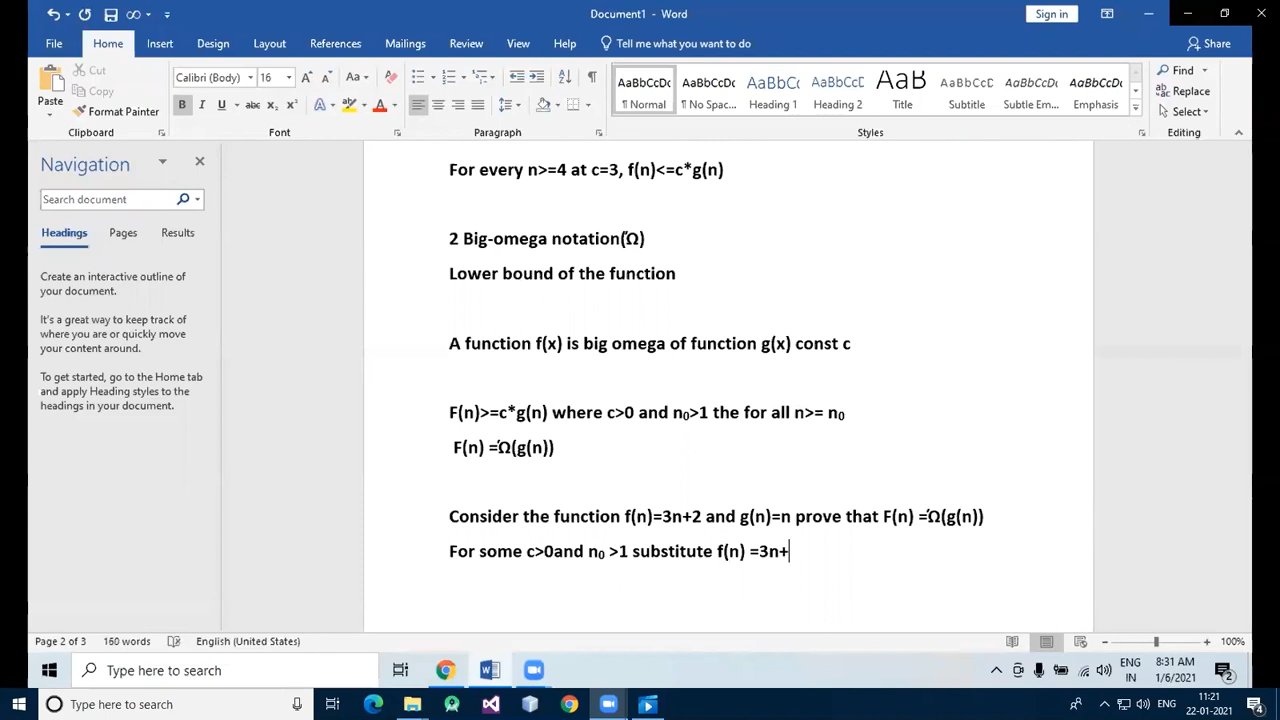 Document1 - Word
Sign in
File Home Insert Design Layout References Mailings Review View Help Tell me what you want to do Share
Paste Cut Copy Format Painter Clipboard
Calibri (Body) 16 Aa B I U abc X₂ X² A A Font
Paragraph
AaBbCcDc ¶ Normal AaBbCcDc ¶ No Spac... AaBbCc Heading 1 AaBbCcD Heading 2 AaB Title AaBbCcD Subtitle AaBbCcDc Subtle Em... AaBbCcDc Emphasis Styles
Find Replace Select Editing
Navigation
Search document
Headings Pages Results
Create an interactive outline of
your document.
It's a great way to keep track of
where you are or quickly move
your content around.
To get started, go to the Home tab
and apply Heading styles to the
headings in your document.
For every n>=4 at c=3, f(n)<=c*g(n)
2 Big-omega notation(Ώ)
Lower bound of the function
A function f(x) is big omega of function g(x) const c
F(n)>=c*g(n) where c>0 and n₀>1 the for all n>= n₀
F(n) =Ώ(g(n))
Consider the function f(n)=3n+2 and g(n)=n prove that F(n) =Ώ(g(n))
For some c>0and n₀ >1 substitute f(n) =3n+
Page 2 of 3 160 words English (United States) 100%
Type here to search ENG IN 8:31 AM 1/6/2021 2
Type here to search ENG 11:21 22-01-2021 4